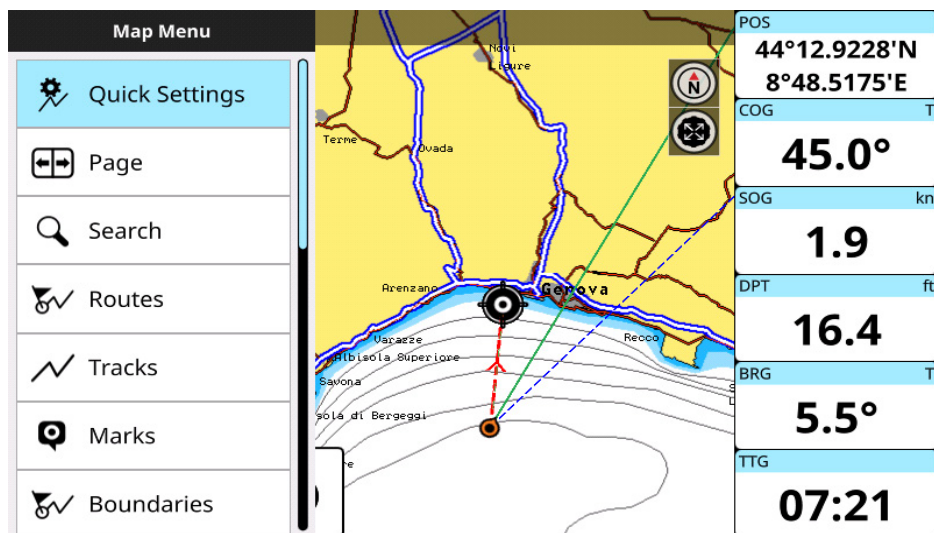 Map Menu
Quick Settings
Page
Search
Routes
Tracks
Marks
Boundaries
Novi
Ligure
N
Terme
Ovada
Arenzano
Genova
Varazze
Recco
Albisola Superiore
Savona
sola di Bergeggi
re
POS
44°12.9228'N
8°48.5175'E
COG T
45.0°
SOG kn
1.9
DPT ft
16.4
BRG T
5.5°
TTG
07:21